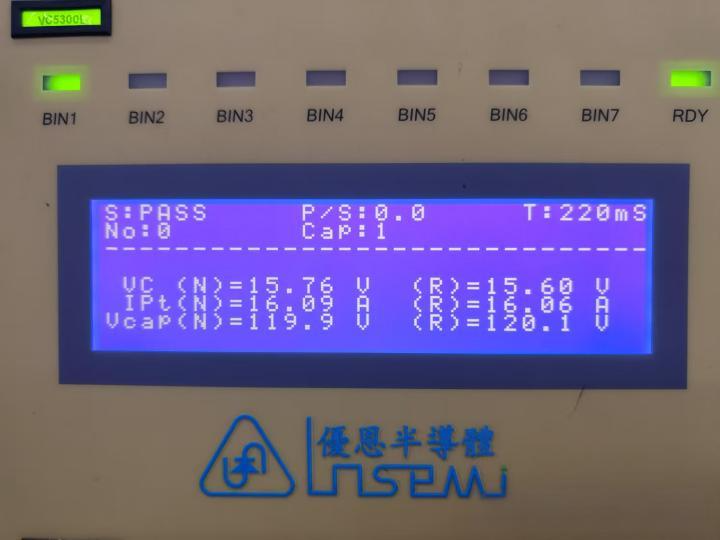 VC5300L
BIN1 BIN2 BIN3 BIN4 BIN5 BIN6 BIN7 RDY
S:PASS P/S:0.0 T:220mS
No:0 Cap:1
VC (N)=15.76 V (R)=15.60 V
IPt(N)=16.09 A (R)=16.06 A
Vcap(N)=119.9 V (R)=120.1 V
優恩半導體
UNSEMI